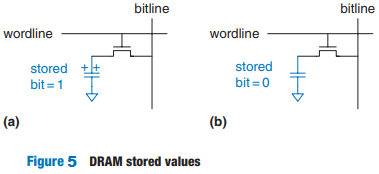 bitline
bitline
wordline
wordline
stored
bit = 1
+ +
stored
bit = 0
(a)
(b)
Figure 5 DRAM stored values